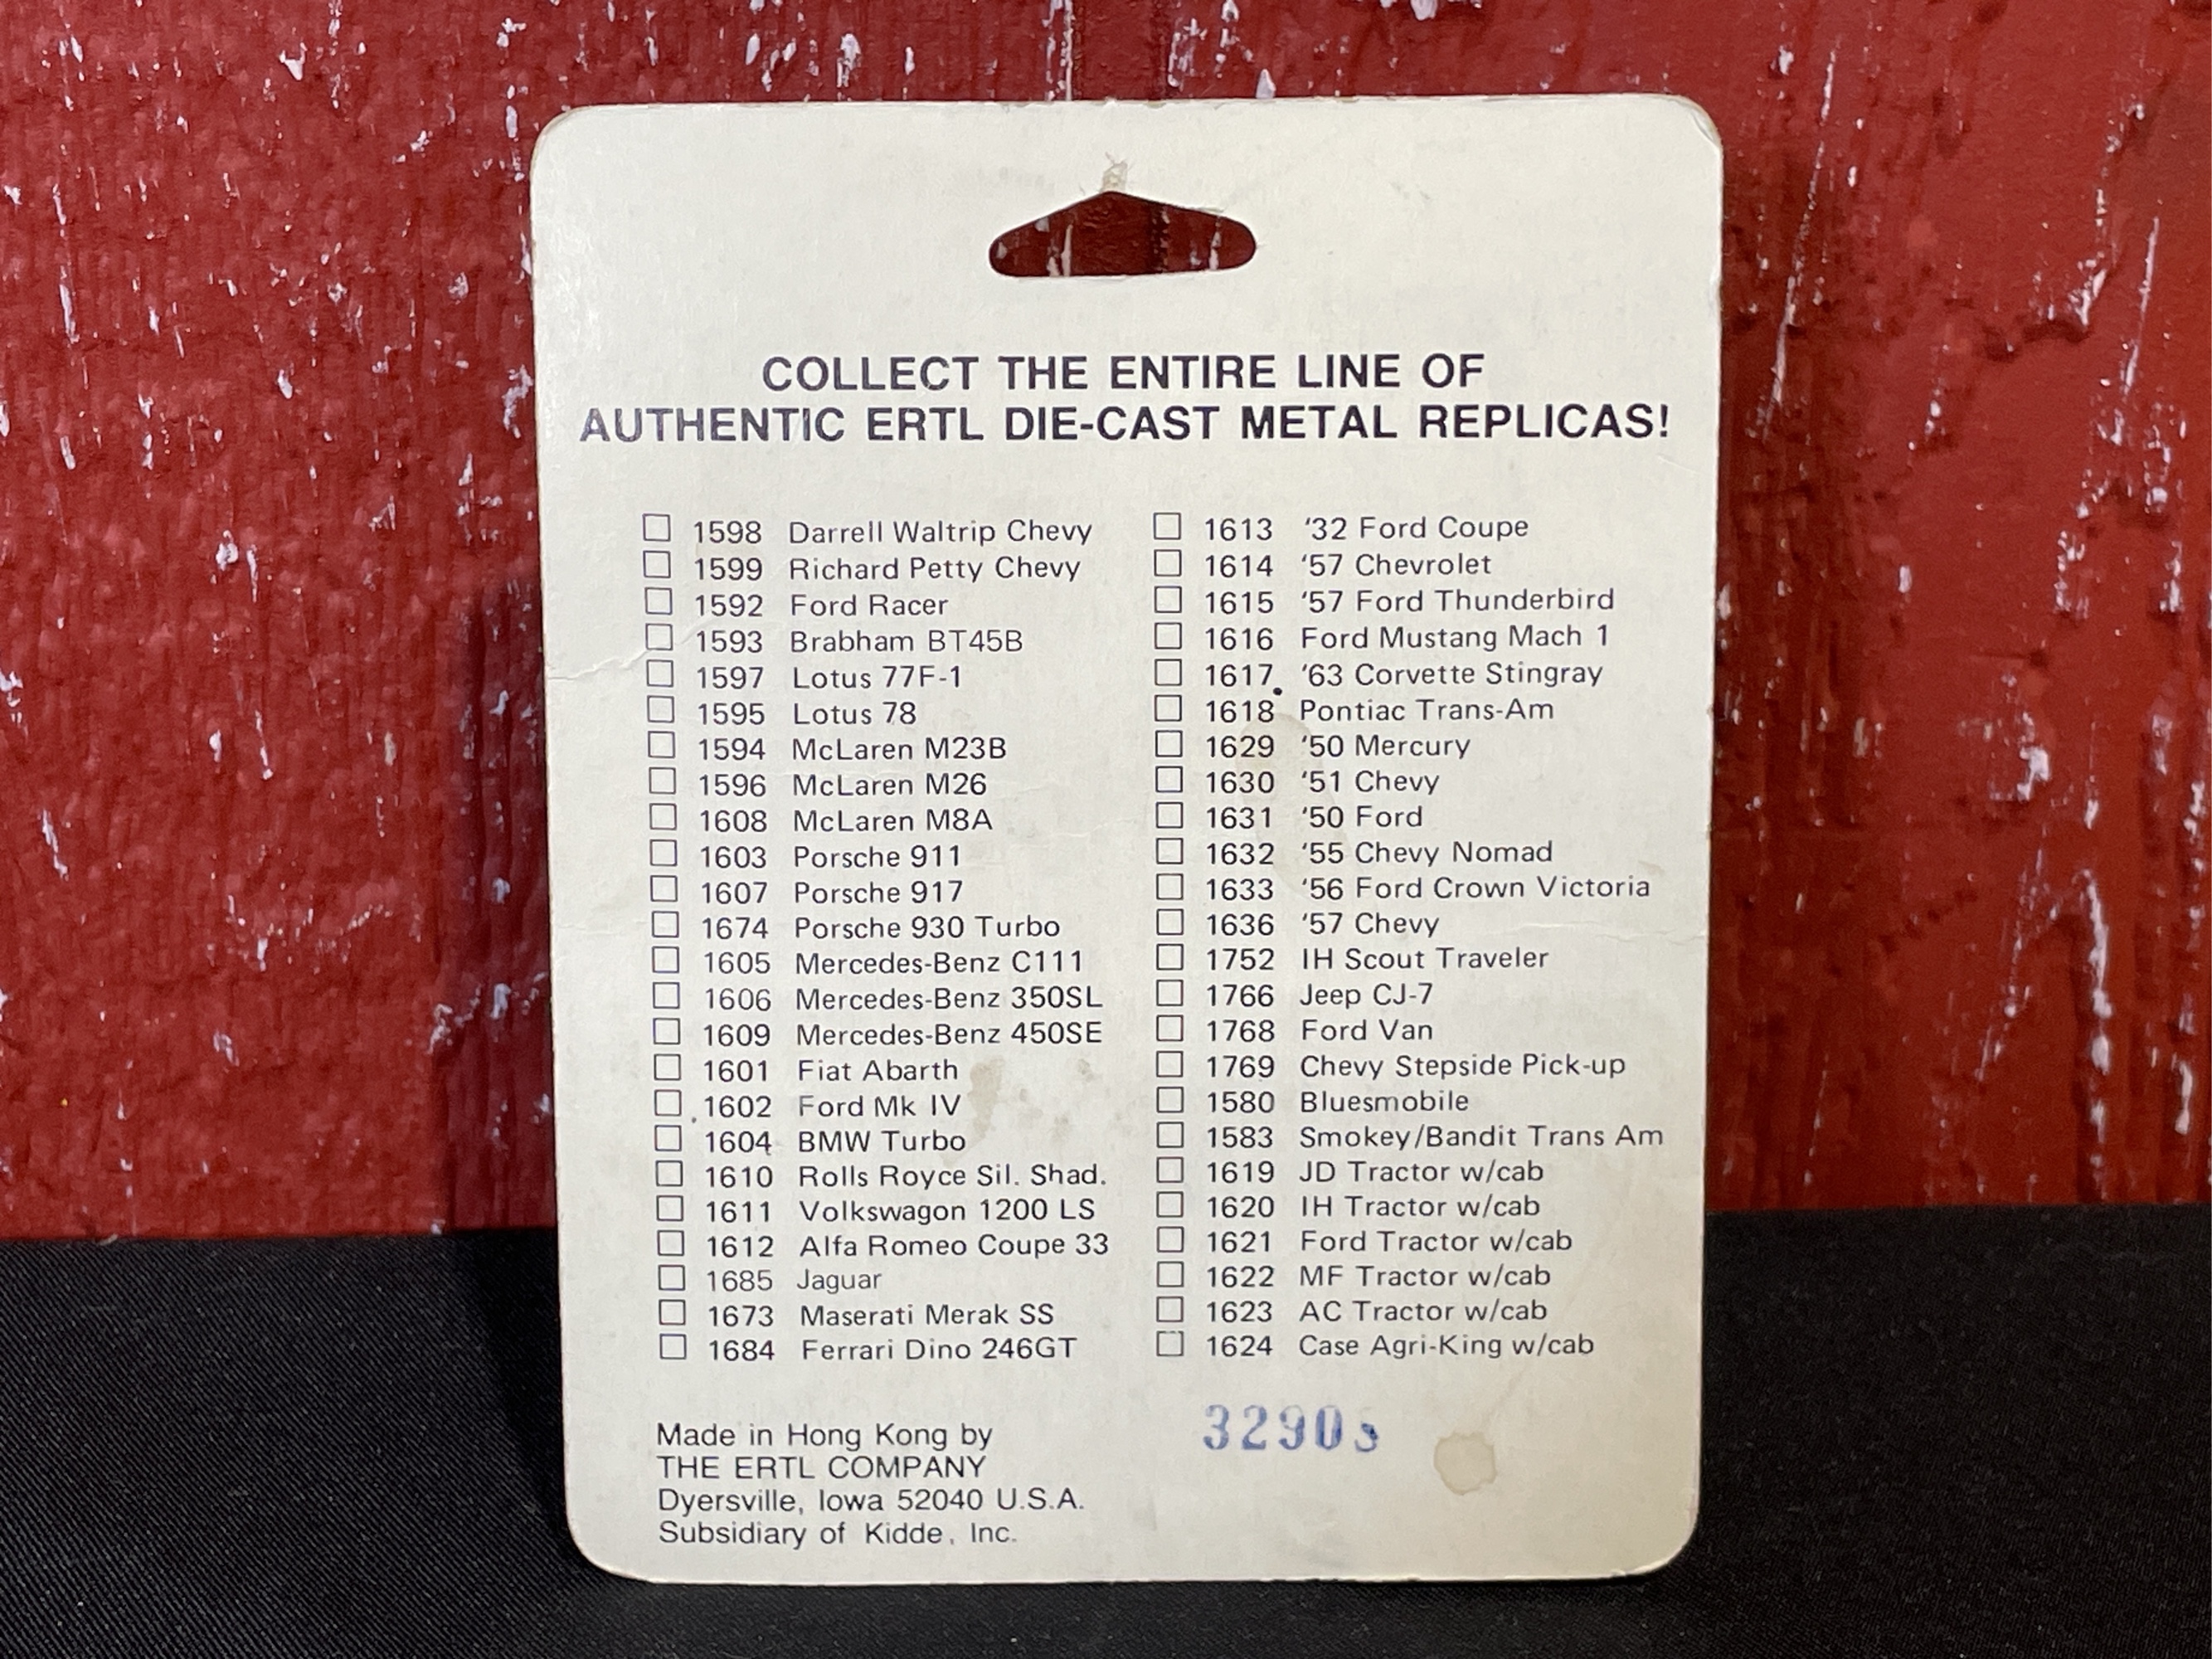 COLLECT THE ENTIRE LINE OF
AUTHENTIC ERTL DIE-CAST METAL REPLICAS!
☐ 1598 Darrell Waltrip Chevy
☐ 1599 Richard Petty Chevy
☐ 1592 Ford Racer
☐ 1593 Brabham BT45B
☐ 1597 Lotus 77F-1
☐ 1595 Lotus 78
☐ 1594 McLaren M23B
☐ 1596 McLaren M26
☐ 1608 McLaren M8A
☐ 1603 Porsche 911
☐ 1607 Porsche 917
☐ 1674 Porsche 930 Turbo
☐ 1605 Mercedes-Benz C111
☐ 1606 Mercedes-Benz 350SL
☐ 1609 Mercedes-Benz 450SE
☐ 1601 Fiat Abarth
☐ 1602 Ford Mk IV
☐ 1604 BMW Turbo
☐ 1610 Rolls Royce Sil. Shad.
☐ 1611 Volkswagon 1200 LS
☐ 1612 Alfa Romeo Coupe 33
☐ 1685 Jaguar
☐ 1673 Maserati Merak SS
☐ 1684 Ferrari Dino 246GT
☐ 1613 '32 Ford Coupe
☐ 1614 '57 Chevrolet
☐ 1615 '57 Ford Thunderbird
☐ 1616 Ford Mustang Mach 1
☐ 1617 '63 Corvette Stingray
☐ 1618 Pontiac Trans-Am
☐ 1629 '50 Mercury
☐ 1630 '51 Chevy
☐ 1631 '50 Ford
☐ 1632 '55 Chevy Nomad
☐ 1633 '56 Ford Crown Victoria
☐ 1636 '57 Chevy
☐ 1752 IH Scout Traveler
☐ 1766 Jeep CJ-7
☐ 1768 Ford Van
☐ 1769 Chevy Stepside Pick-up
☐ 1580 Bluesmobile
☐ 1583 Smokey/Bandit Trans Am
☐ 1619 JD Tractor w/cab
☐ 1620 IH Tractor w/cab
☐ 1621 Ford Tractor w/cab
☐ 1622 MF Tractor w/cab
☐ 1623 AC Tractor w/cab
☐ 1624 Case Agri-King w/cab
Made in Hong Kong by
THE ERTL COMPANY
Dyersville, Iowa 52040 U.S.A.
Subsidiary of Kidde, Inc.